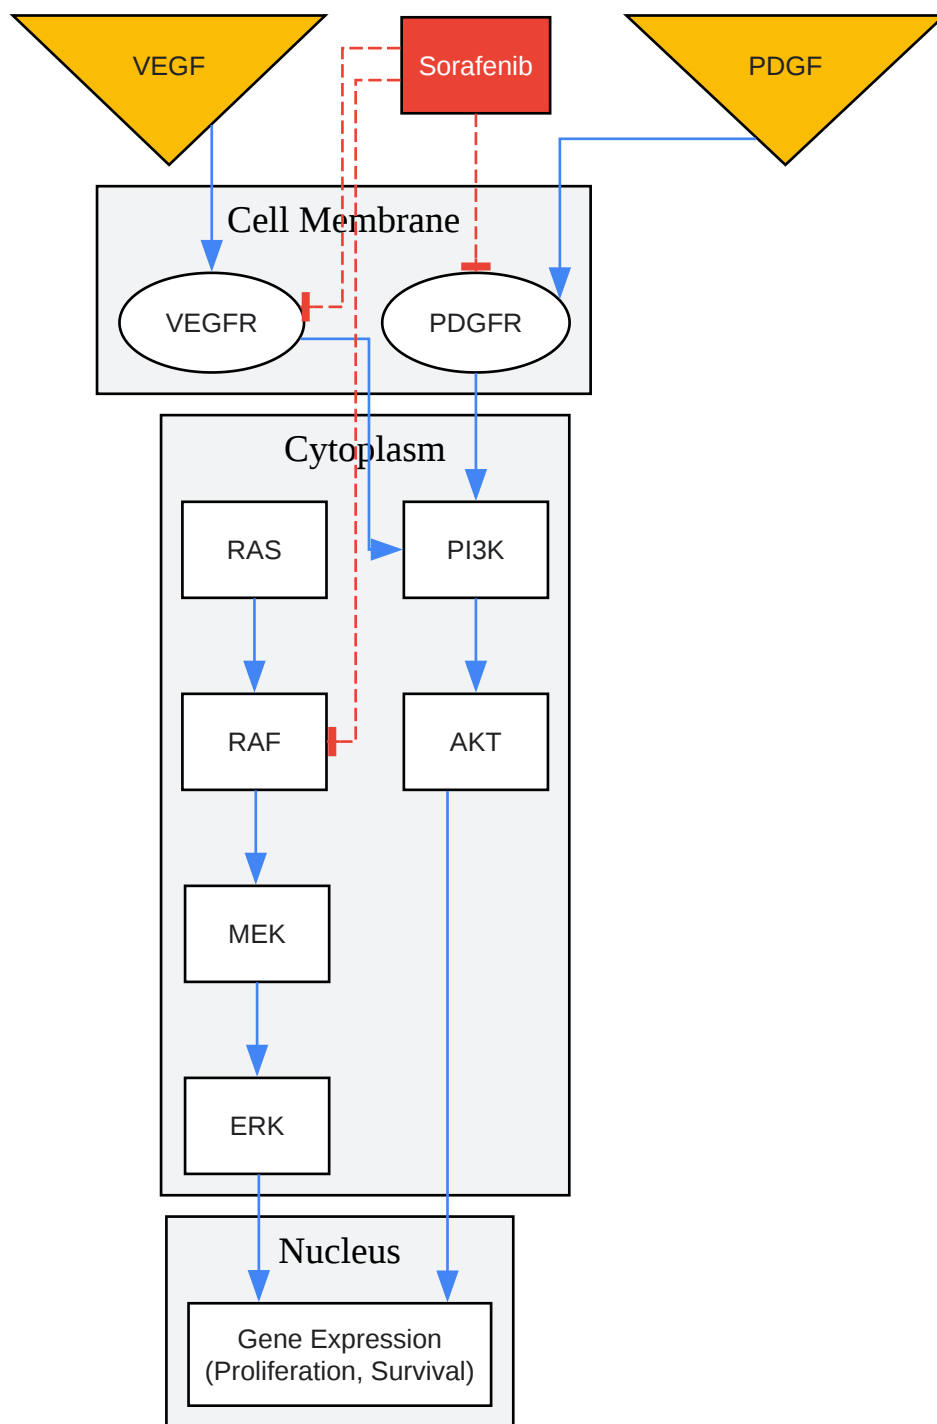 VEGF
Sorafenib
PDGF
Cell Membrane
VEGFR
PDGFR
Cytoplasm
RAS
PI3K
RAF
AKT
MEK
ERK
Nucleus
Gene Expression
(Proliferation, Survival)